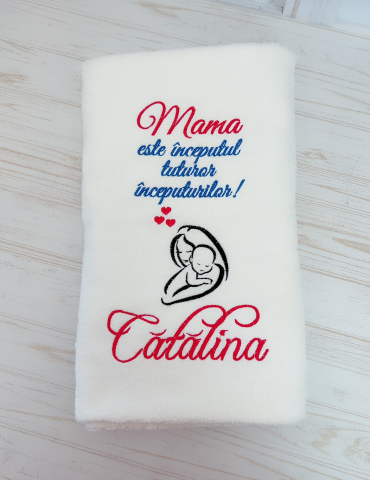 Mama
este începutul
tuturor
începuturilor!
Cătălina